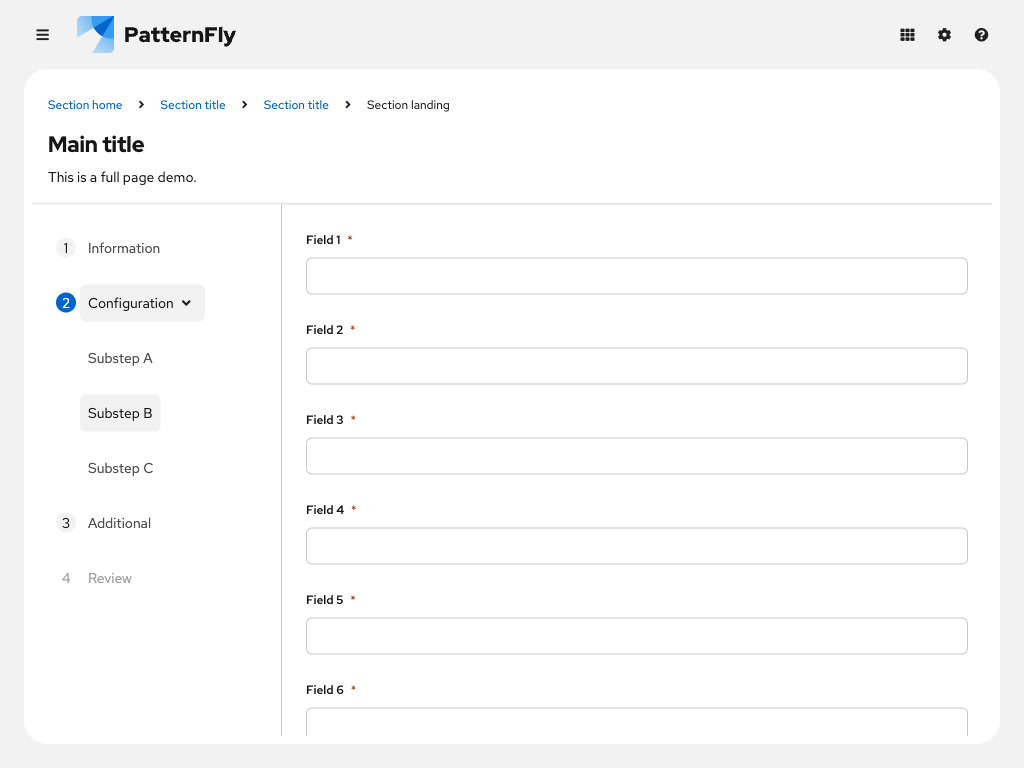 PatternFly
Section home Section title Section title Section landing
Main title
This is a full page demo.
1 Information
2 Configuration
Substep A
Substep B
Substep C
3 Additional
4 Review
Field 1 *
Field 2 *
Field 3 *
Field 4 *
Field 5 *
Field 6 *